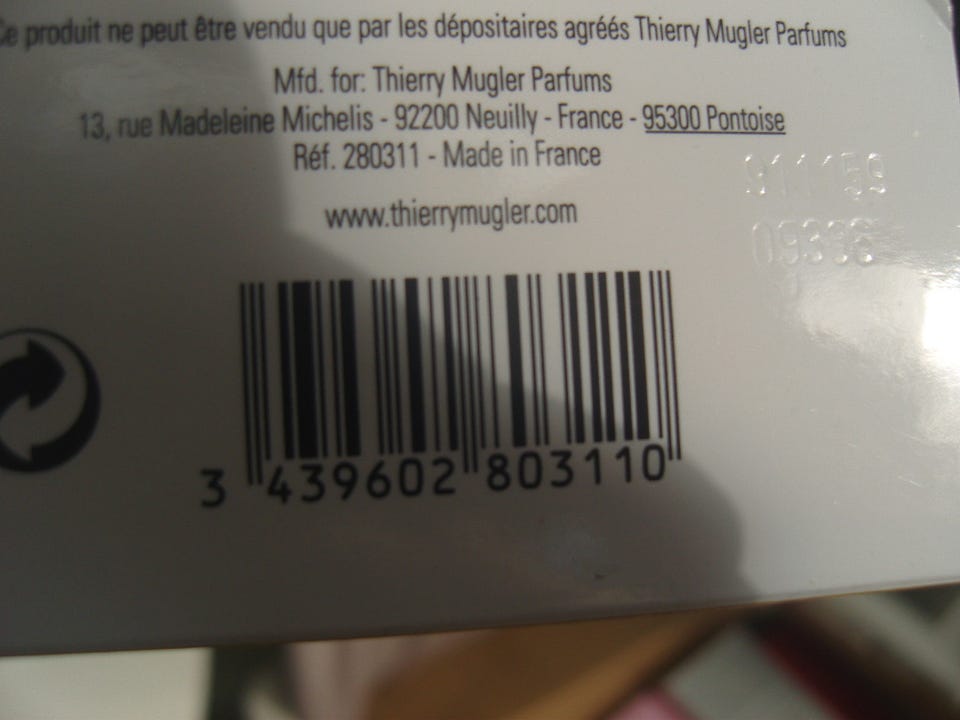 Ce produit ne peut être vendu que par les dépositaires agréés Thierry Mugler Parfums
Mfd. for: Thierry Mugler Parfums
13, rue Madeleine Michelis - 92200 Neuilly - France - 95300 Pontoise
Réf. 280311 - Made in France
www.thierrymugler.com
911159
09336
3 439602 803110